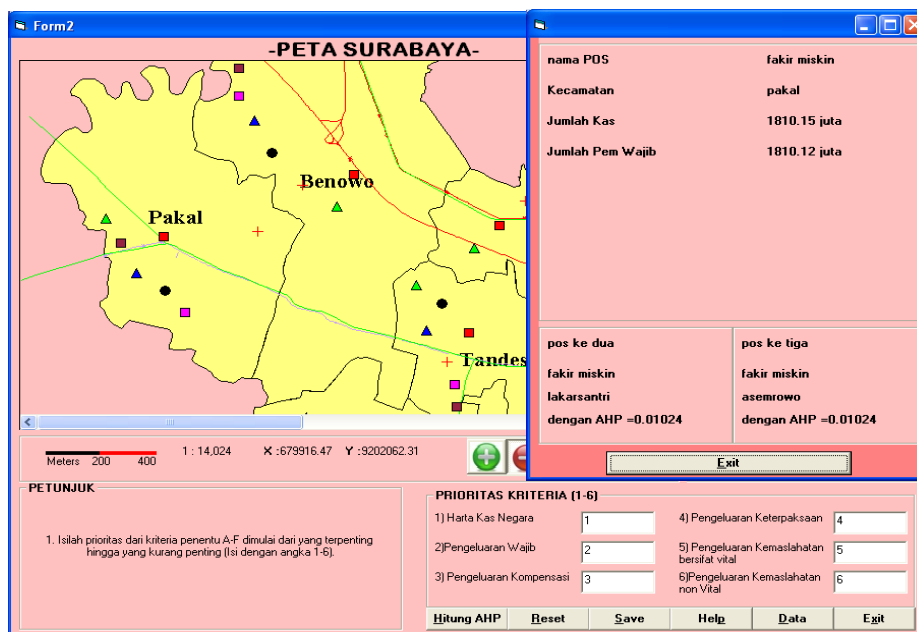 Form2
-PETA SURABAYA-
Benowo
Pakal
Tandes
1 : 14,024
X :679916.47 Y :9202062.31
Meters 200 400
nama POS fakir miskin
Kecamatan pakal
Jumlah Kas 1810.15 juta
Jumlah Pem Wajib 1810.12 juta
pos ke dua
fakir miskin
lakarsantri
dengan AHP =0.01024
pos ke tiga
fakir miskin
asemrowo
dengan AHP =0.01024
Exit
PETUNJUK
1. Isilah prioritas dari kriteria penentu A-F dimulai dari yang terpenting
hingga yang kurang penting (Isi dengan angka 1-6).
PRIORITAS KRITERIA (1-6)
1) Harta Kas Negara 1
2)Pengeluaran Wajib 2
3) Pengeluaran Kompensasi 3
4) Pengeluaran Keterpaksaan 4
5) Pengeluaran Kemaslahatan
bersifat vital 5
6)Pengeluaran Kemaslahatan
non Vital 6
Hitung AHP Reset Save Help Data Exit